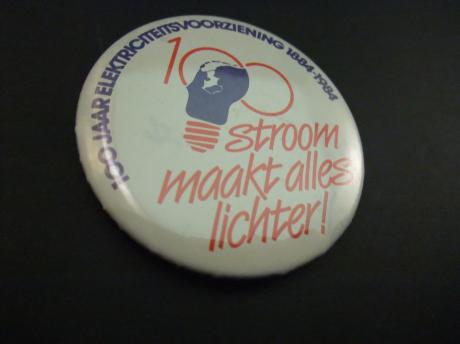 100 JAAR ELEKTRICITEITSVOORZIENING 1884-1984
100
stroom
maakt alles
lichter!